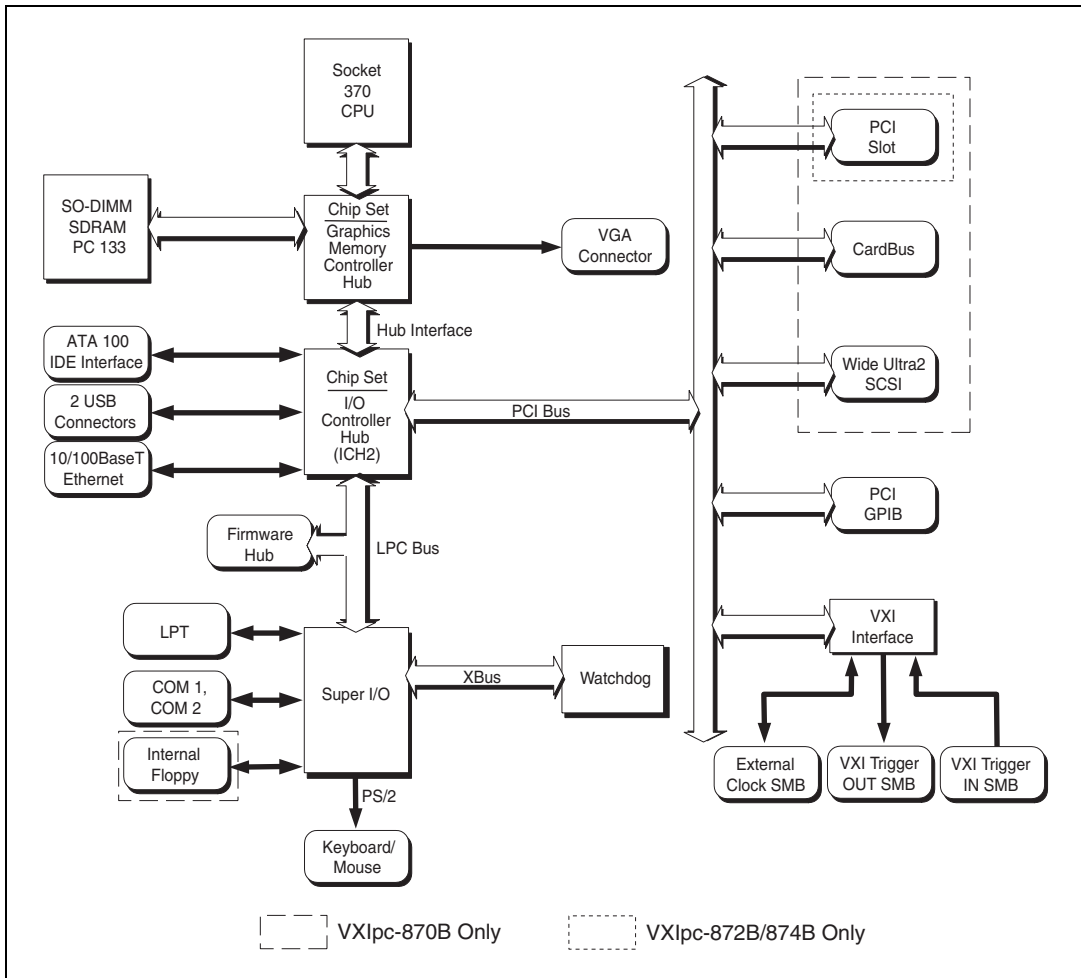 Socket
370
CPU
SO-DIMM
SDRAM
PC 133
Chip Set
Graphics
Memory
Controller
Hub
VGA
Connector
Hub Interface
ATA 100
IDE Interface
2 USB
Connectors
10/100BaseT
Ethernet
Chip Set
I/O
Controller
Hub
(ICH2)
PCI Bus
Firmware
Hub
LPC Bus
LPT
COM 1,
COM 2
Internal
Floppy
Super I/O
XBus
Watchdog
PS/2
Keyboard/
Mouse
PCI
Slot
CardBus
Wide Ultra2
SCSI
PCI
GPIB
VXI
Interface
External
Clock SMB
VXI Trigger
OUT SMB
VXI Trigger
IN SMB
VXIpc-870B Only
VXIpc-872B/874B Only